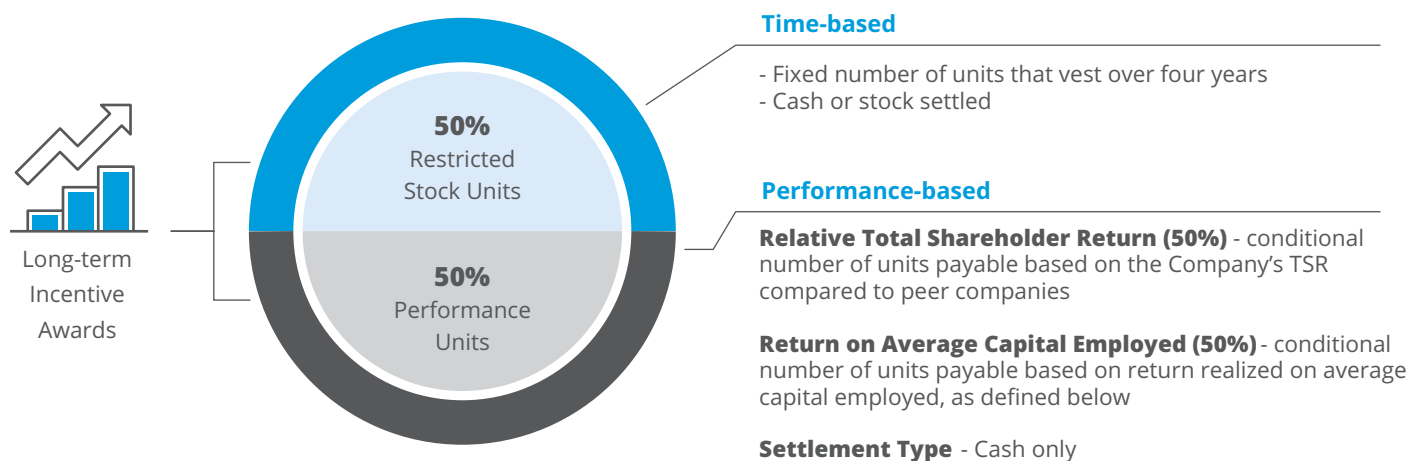 Long-term
Incentive
Awards
50%
Restricted
Stock Units
50%
Performance
Units
Time-based
- Fixed number of units that vest over four years
- Cash or stock settled
Performance-based
Relative Total Shareholder Return (50%) - conditional
number of units payable based on the Company’s TSR
compared to peer companies
Return on Average Capital Employed (50%) - conditional
number of units payable based on return realized on average
capital employed, as defined below
Settlement Type - Cash only